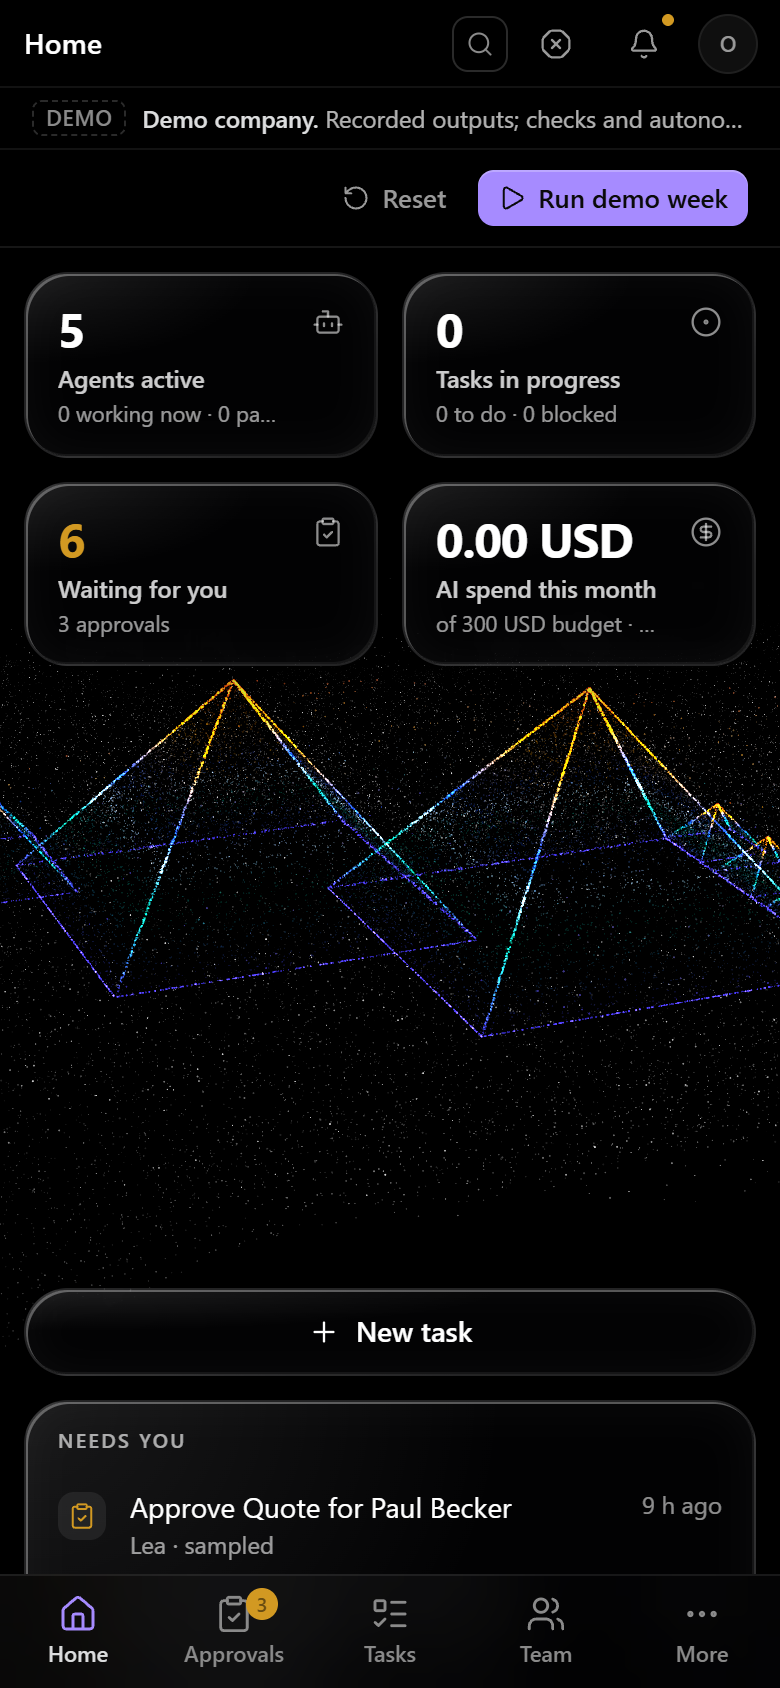 Home
O
DEMO Demo company. Recorded outputs; checks and autono...
Reset
Run demo week
5
Agents active
0 working now · 0 pa...
0
Tasks in progress
0 to do · 0 blocked
6
Waiting for you
3 approvals
0.00 USD
AI spend this month
of 300 USD budget · ...
New task
NEEDS YOU
Approve Quote for Paul Becker
9 h ago
Lea · sampled
3
Home
Approvals
Tasks
Team
More